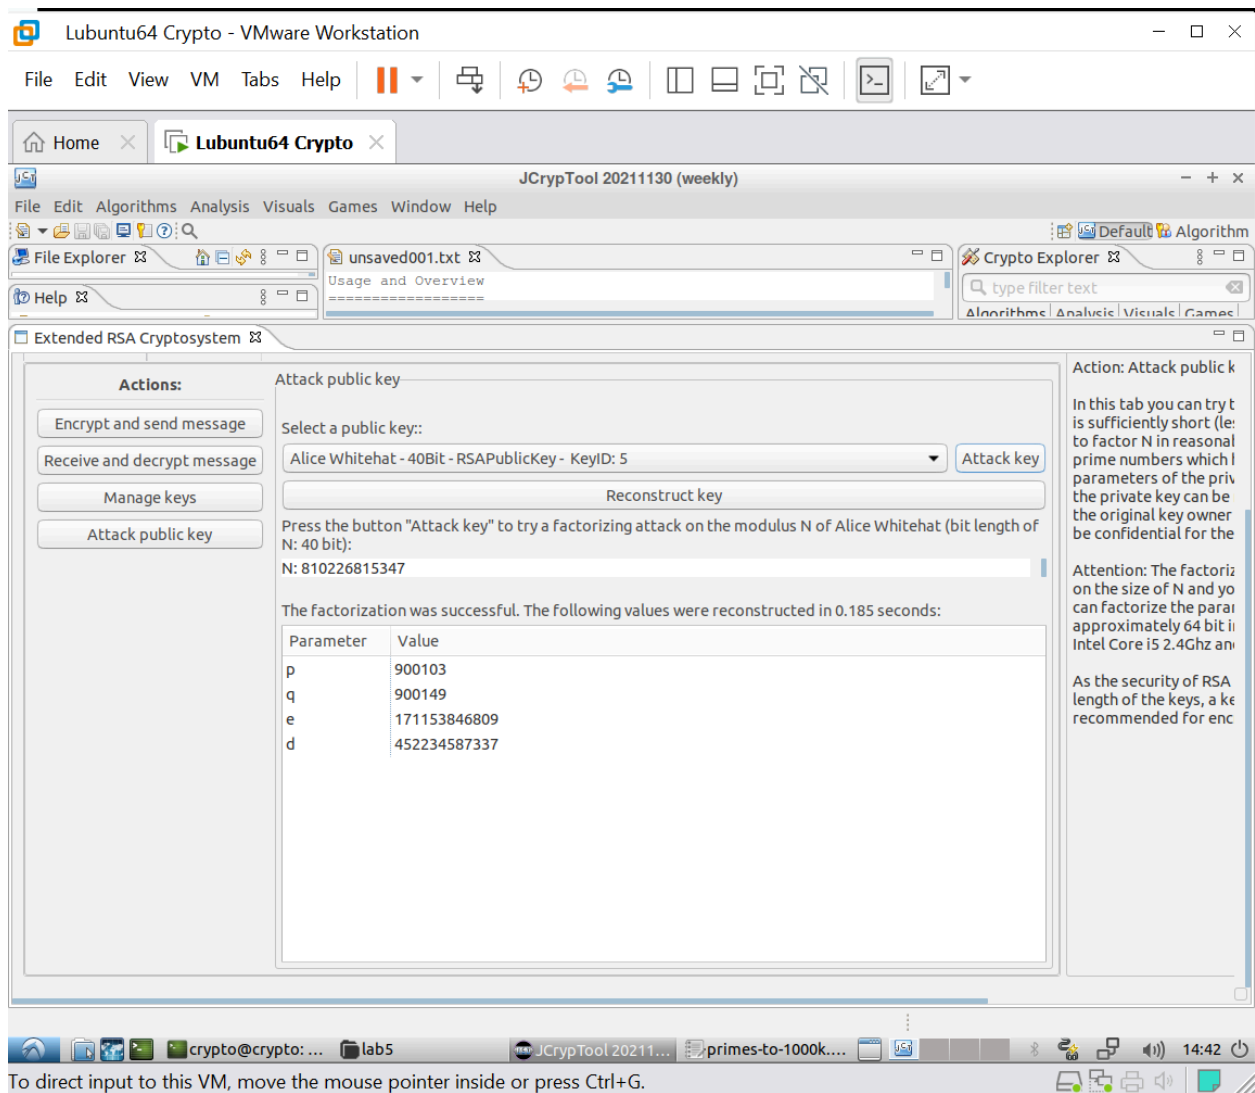 Lubuntu64 Crypto - VMware Workstation
File Edit View VM Tabs Help
Home Lubuntu64 Crypto
JCrypTool 20211130 (weekly)
File Edit Algorithms Analysis Visuals Games Window Help
Default Algorithm
File Explorer unsaved001.txt Crypto Explorer
Usage and Overview
===================
type filter text
Help
Algorithms Analysis Visuals Games
Extended RSA Cryptosystem
Actions:
Encrypt and send message
Receive and decrypt message
Manage keys
Attack public key
Attack public key
Select a public key::
Alice Whitehat - 40Bit - RSAPublicKey - KeyID: 5 Attack key
Reconstruct key
Press the button "Attack key" to try a factorizing attack on the modulus N of Alice Whitehat (bit length of
N: 40 bit):
N: 810226815347
The factorization was successful. The following values were reconstructed in 0.185 seconds:
Parameter Value
p 900103
q 900149
e 171153846809
d 452234587337
Action: Attack public k
In this tab you can try t
is sufficiently short (les
to factor N in reasonal
prime numbers which h
parameters of the priv
the private key can be
the original key owner
be confidential for the
Attention: The factoriz
on the size of N and yo
can factorize the parar
approximately 64 bit i
Intel Core i5 2.4Ghz an
As the security of RSA
length of the keys, a ke
recommended for enc
crypto@crypto: ... lab5 JCrypTool 20211... primes-to-1000k.... 14:42
To direct input to this VM, move the mouse pointer inside or press Ctrl+G.